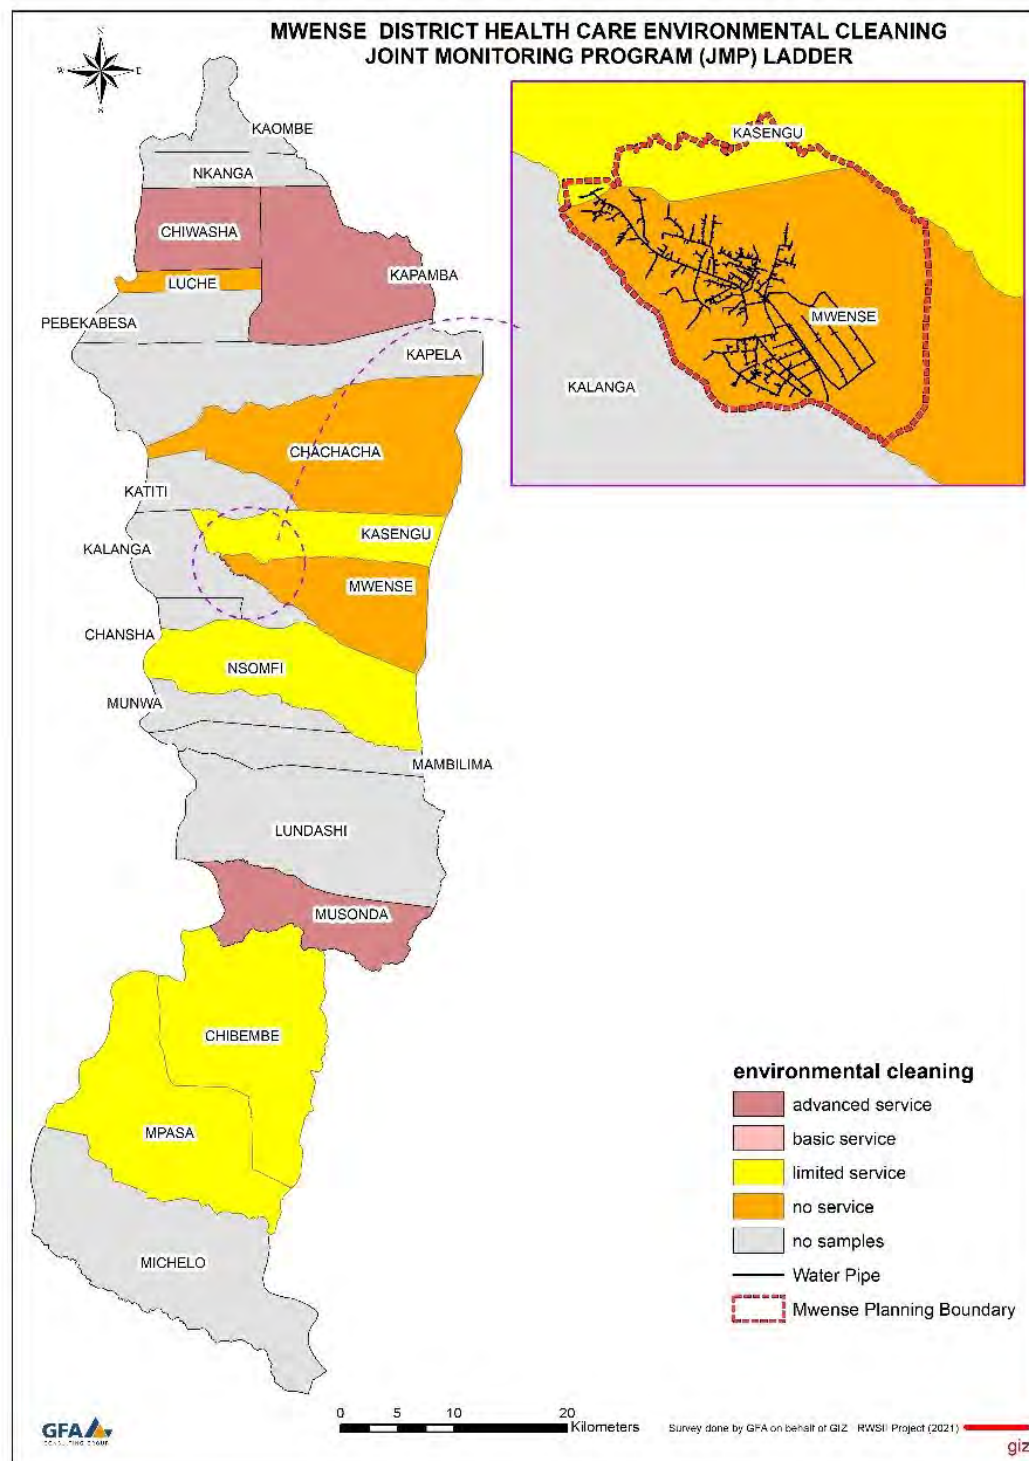 MWENSE DISTRICT HEALTH CARE ENVIRONMENTAL CLEANING
JOINT MONITORING PROGRAM (JMP) LADDER
N
W
E
S
KAOMBE
NKANGA
CHIWASHA
KAPAMBA
LUCHE
PEBEKABESA
KAPELA
CHACHACHA
KATITI
KASENGU
KALANGA
MWENSE
CHANSHA
NSOMFI
MUNWA
MAMBILIMA
LUNDASHI
MUSONDA
CHIBEMBE
MPASA
MICHELO
KASENGU
MWENSE
KALANGA
environmental cleaning
advanced service
basic service
limited service
no service
no samples
Water Pipe
Mwense Planning Boundary
GFA
CONSULTING GROUP
0 5 10 20
Kilometers
Survey done by GFA on behalf of GIZ RWSII Project (2021)
giz